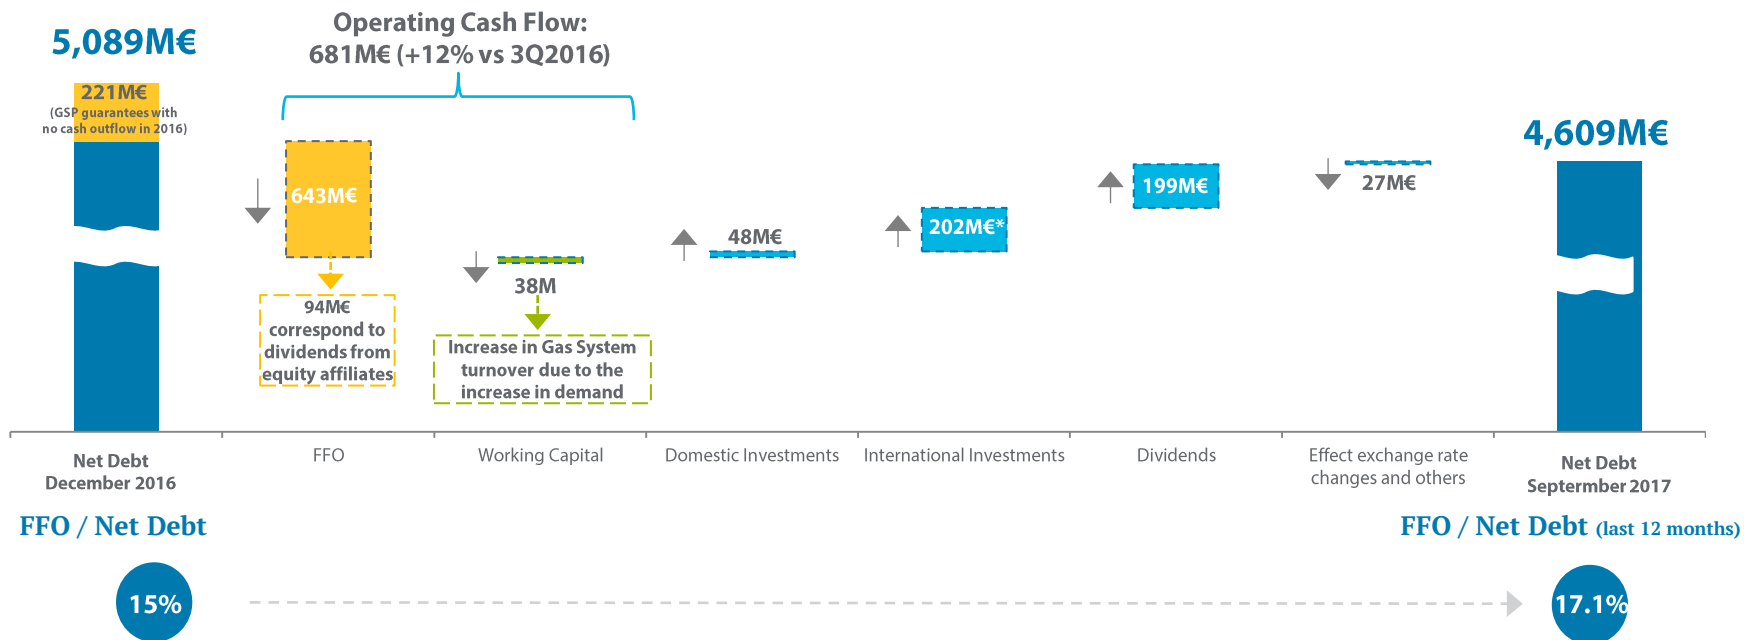 Operating Cash Flow:
681M€ (+12% vs 3Q2016)
5,089M€
221M€
(GSP guarantees with
no cash outflow in 2016)
4,609M€
643M€
94M€
correspond to
dividends from
equity affiliates
38M
Increase in Gas System
turnover due to the
increase in demand
48M€
202M€*
199M€
27M€
Net Debt
December 2016
FFO
Working Capital
Domestic Investments
International Investments
Dividends
Effect exchange rate
changes and others
Net Debt
Septermber 2017
FFO / Net Debt
FFO / Net Debt (last 12 months)
15%
17.1%